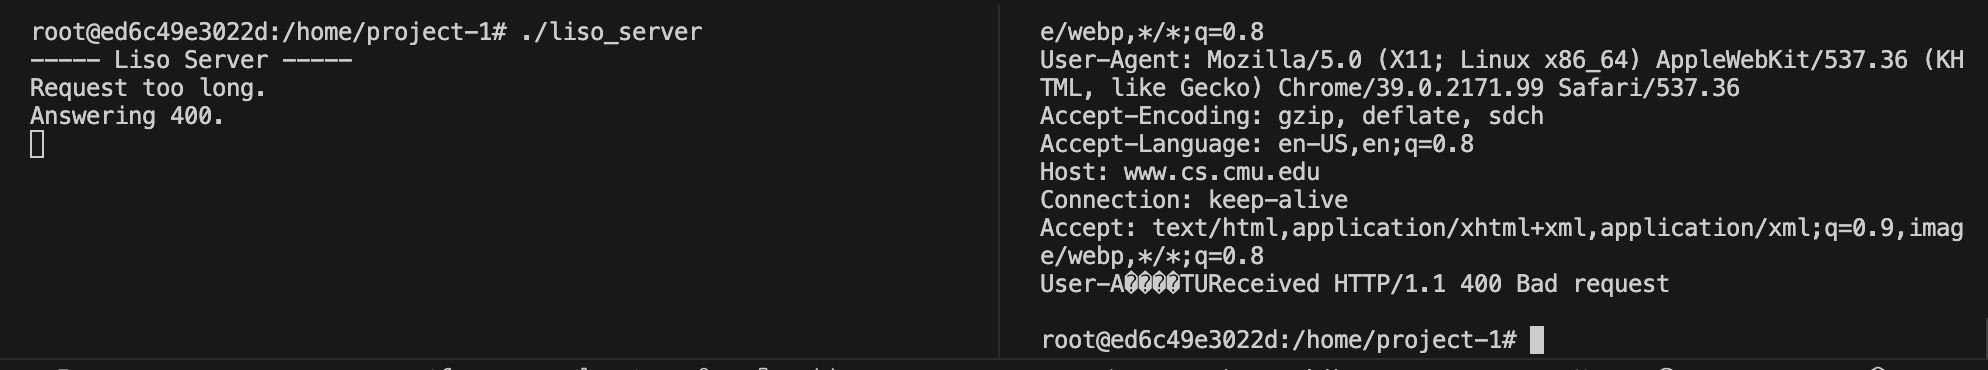 root@ed6c49e3022d:/home/project-1# ./liso_server
----- Liso Server -----
Request too long.
Answering 400.
e/webp,*/*;q=0.8
User-Agent: Mozilla/5.0 (X11; Linux x86_64) AppleWebKit/537.36 (KH
TML, like Gecko) Chrome/39.0.2171.99 Safari/537.36
Accept-Encoding: gzip, deflate, sdch
Accept-Language: en-US,en;q=0.8
Host: www.cs.cmu.edu
Connection: keep-alive
Accept: text/html,application/xhtml+xml,application/xml;q=0.9,imag
e/webp,*/*;q=0.8
User-A����TUReceived HTTP/1.1 400 Bad request
root@ed6c49e3022d:/home/project-1#